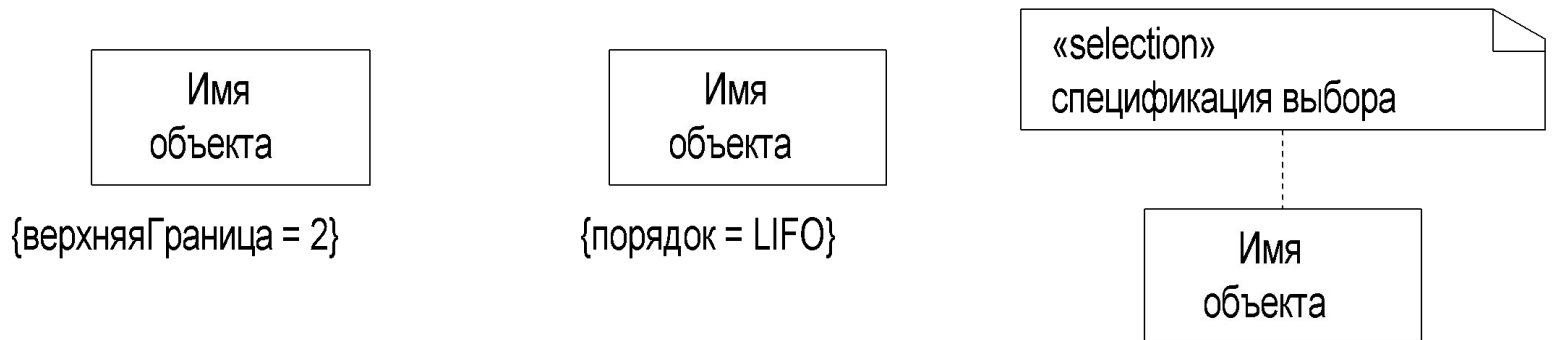 Имя
объекта
{верхняяГраница = 2}
Имя
объекта
{порядок = LIFO}
«selection»
спецификация выбора
Имя
объекта